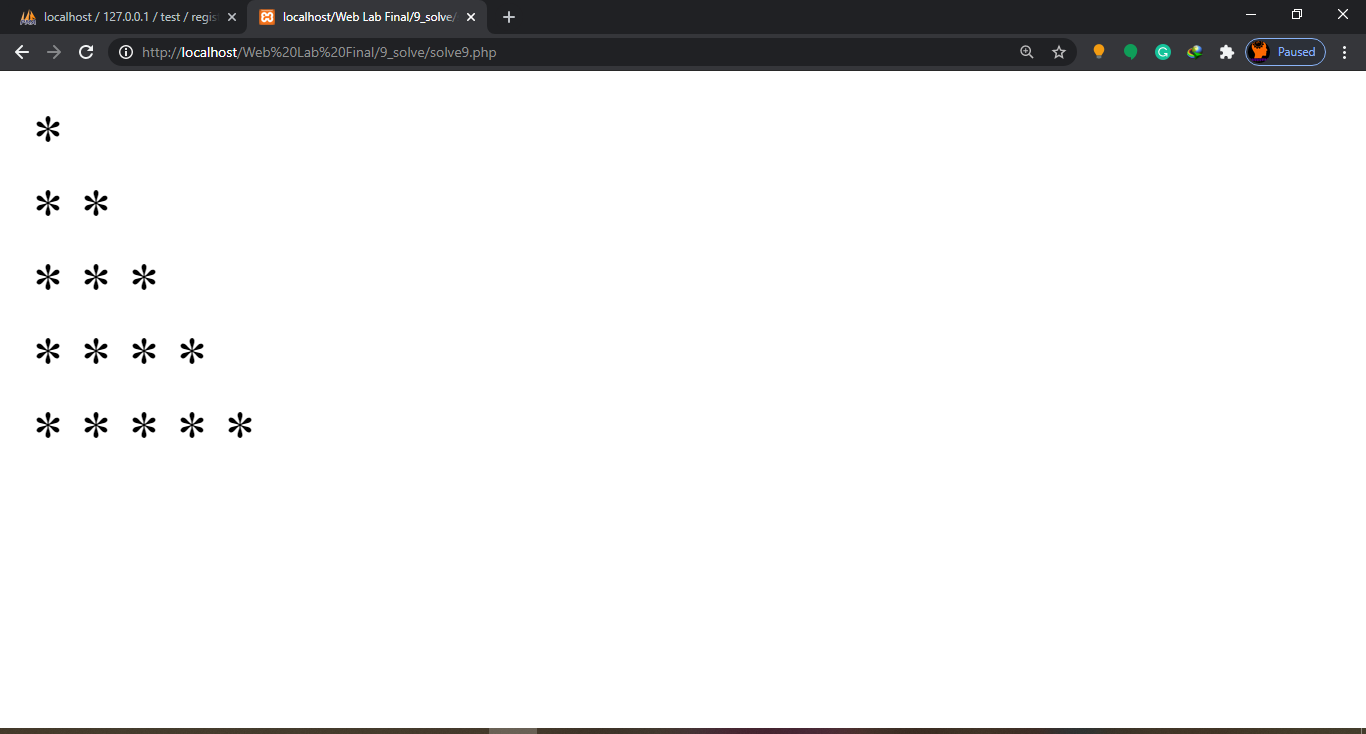 localhost / 127.0.0.1 / test / regis
localhost/Web Lab Final/9_solve/
http://localhost/Web%20Lab%20Final/9_solve/solve9.php
Paused
*
* *
* * *
* * * *
* * * * *